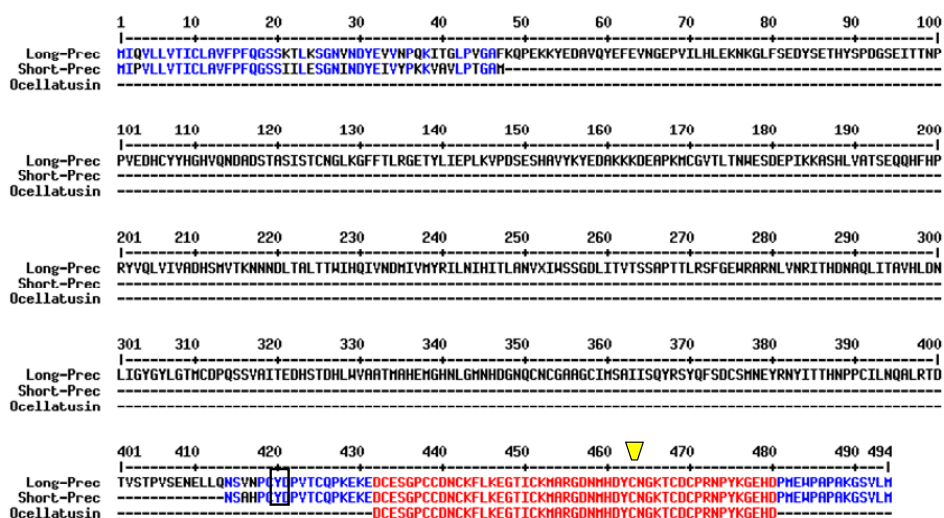 1 10 20 30 40 50 60 70 80 90 100
|--------+---------+---------+---------+---------+---------+---------+---------+---------+---------|
Long-Prec MIQVLLVTICLAVFPFQGSSKTLKSGNVNDYEVVNPQKITGLPVGAFKQPEKKYEDAVQYEFEVNGEPVILHLEKNKGLFSEDYSETHYSPDGSEITTNP
Short-Prec MIPVLLVTICLAVFPFQGSSIILESGNINDYEIVYPKKVAVLPTGAM-----------------------------------------------------
Ocellatusin ----------------------------------------------------------------------------------------------------
101 110 120 130 140 150 160 170 180 190 200
|--------+---------+---------+---------+---------+---------+---------+---------+---------+---------|
Long-Prec PVEDHCYYHGHVQNDADSTASISTCNGLKGFFTLRGETYLIEPLKVPDSESHAVYKYEDAKKKDEAPKMCGVTLTNWESDEPIKKASHLVATSEQQHFHP
Short-Prec ----------------------------------------------------------------------------------------------------
Ocellatusin ----------------------------------------------------------------------------------------------------
201 210 220 230 240 250 260 270 280 290 300
|--------+---------+---------+---------+---------+---------+---------+---------+---------+---------|
Long-Prec RYVQLVIVADHSMVTKNNNDLTALTTWIHQIVNDMIVMYRILNIHITLANVXIWSSGDLITVTSSAPTTLRSFGEWRARNLVNRITHDNAQLITAVHLDN
Short-Prec ----------------------------------------------------------------------------------------------------
Ocellatusin ----------------------------------------------------------------------------------------------------
301 310 320 330 340 350 360 370 380 390 400
|--------+---------+---------+---------+---------+---------+---------+---------+---------+---------|
Long-Prec LIGYGYLGTMCDPQSSVAITEDHSTDHLWVAATMAHEMGHNLGMNHDGNQCNCGAAGCIMSAIISQYRSYQFSDCSMNEYRNYITTHNPPCILNQALRTD
Short-Prec ----------------------------------------------------------------------------------------------------
Ocellatusin ----------------------------------------------------------------------------------------------------
401 410 420 430 440 450 460 470 480 490 494
|--------+---------+---------+---------+---------+---------+---------+---------+---------+---|
Long-Prec TVSTPVSENELLQNSVNPCYDPVTCQPKEKEDCESGPCCDNCKFLKEGTICKMARGDNMHDYCNGKTCDCPRNPYKGEHDPMEWPAPAKGSVLM
Short-Prec -------------NSAHPCYDPVTCQPKEKEDCESGPCCDNCKFLKEGTICKMARGDNMHDYCNGKTCDCPRNPYKGEHDPMEWPAPAKGSVLM
Ocellatusin -------------------------------DCESGPCCDNCKFLKEGTICKMARGDNMHDYCNGKTCDCPRNPYKGEHD--------------